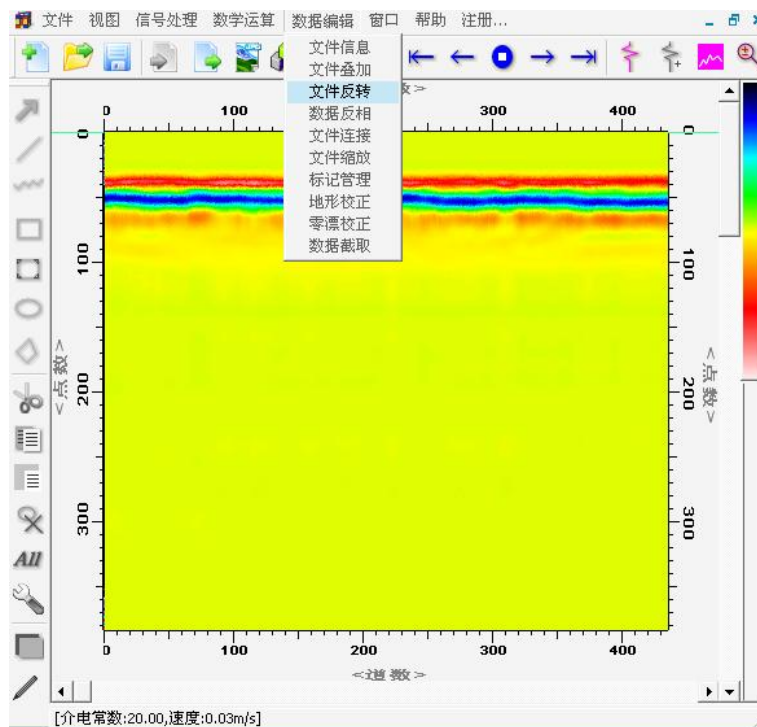 文件 视图 信号处理 数学运算 数据编辑 窗口 帮助 注册...
文件信息
文件叠加
文件反转
数据反相
文件连接
文件缩放
标记管理
地形校正
零漂校正
数据截取
0 100 300 400
0 100 200 300
<点数>
0 100 200 300
<点数>
All
0 100 200 300 400
<道数>
[介电常数:20.00,速度:0.03m/s]